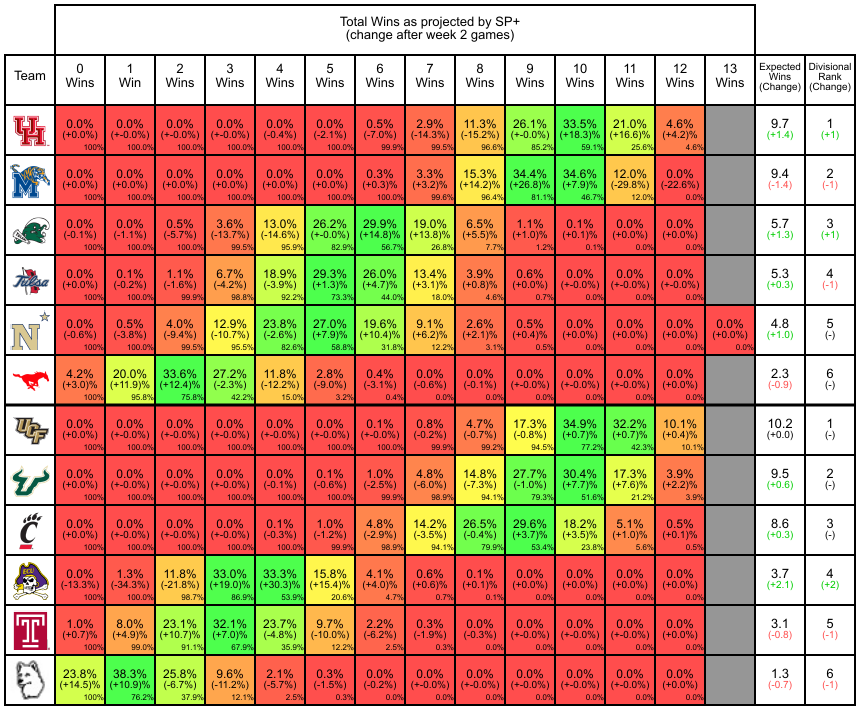 Total Wins as projected by SP+
(change after week 2 games)
Team 0 Wins 1 Win 2 Wins 3 Wins 4 Wins 5 Wins 6 Wins 7 Wins 8 Wins 9 Wins 10 Wins 11 Wins 12 Wins 13 Wins Expected Wins (Change) Divisional Rank (Change)
UH 0.0% 0.0% 0.0% 0.0% 0.0% 0.0% 0.5% 2.9% 11.3% 26.1% 33.5% 21.0% 4.6% 9.7 1
(+0.0%) (+-0.0%) (+-0.0%) (+-0.0%) (-0.4%) (-2.1%) (-7.0%) (-14.3%) (-15.2%) (+-0.0%) (+18.3)% (+16.6)% (+4.2)% (+1.4) (+1)
100% 100.0% 100.0% 100.0% 100.0% 100.0% 99.9% 99.5% 96.6% 85.2% 59.1% 25.6% 4.6%
M 0.0% 0.0% 0.0% 0.0% 0.0% 0.0% 0.3% 3.3% 15.3% 34.4% 34.6% 12.0% 0.0% 9.4 2
(+0.0%) (+0.0)% (+0.0)% (+0.0)% (+0.0)% (+0.0)% (+0.3)% (+3.2)% (+14.2)% (+26.8)% (+7.9)% (-29.8%) (-22.6%) (-1.4) (-1)
100% 100.0% 100.0% 100.0% 100.0% 100.0% 100.0% 99.6% 96.4% 81.1% 46.7% 12.0% 0.0%
0.0% 0.0% 0.5% 3.6% 13.0% 26.2% 29.9% 19.0% 6.5% 1.1% 0.1% 0.0% 0.0% 5.7 3
(-0.1%) (-1.1%) (-5.7%) (-13.7%) (-14.6%) (+-0.0%) (+14.8)% (+13.8)% (+5.5)% (+1.0)% (+0.1)% (+0.0)% (+0.0)% (+1.3) (+1)
100% 100.0% 100.0% 99.5% 95.9% 82.9% 56.7% 26.8% 7.7% 1.2% 0.1% 0.0% 0.0%
Tulsa 0.0% 0.1% 1.1% 6.7% 18.9% 29.3% 26.0% 13.4% 3.9% 0.6% 0.0% 0.0% 0.0% 5.3 4
(+0.0%) (-0.2%) (-1.6%) (-4.2%) (-3.9%) (+1.3)% (+4.7)% (+3.1)% (+0.8)% (+0.0)% (+0.0)% (+0.0)% (+0.0)% (+0.3) (-1)
100% 100.0% 99.9% 98.8% 92.2% 73.3% 44.0% 18.0% 4.6% 0.7% 0.0% 0.0% 0.0%
N 0.0% 0.5% 4.0% 12.9% 23.8% 27.0% 19.6% 9.1% 2.6% 0.5% 0.0% 0.0% 0.0% 0.0% 4.8 5
(-0.6%) (-3.8%) (-9.4%) (-10.7%) (-2.6%) (+7.9)% (+10.4)% (+6.2)% (+2.1)% (+0.4)% (+0.0)% (+0.0)% (+0.0)% (+0.0)% (+1.0) (-)
100% 100.0% 99.5% 95.5% 82.6% 58.8% 31.8% 12.2% 3.1% 0.5% 0.0% 0.0% 0.0% 0.0%
4.2% 20.0% 33.6% 27.2% 11.8% 2.8% 0.4% 0.0% 0.0% 0.0% 0.0% 0.0% 0.0% 2.3 6
(+3.0)% (+11.9)% (+12.4)% (-2.3%) (-12.2%) (-9.0%) (-3.1%) (-0.6%) (-0.1%) (+-0.0%) (+-0.0%) (+-0.0%) (+-0.0%) (-0.9) (-)
100% 95.8% 75.8% 42.2% 15.0% 3.2% 0.4% 0.0% 0.0% 0.0% 0.0% 0.0% 0.0%
UCF 0.0% 0.0% 0.0% 0.0% 0.0% 0.0% 0.1% 0.8% 4.7% 17.3% 34.9% 32.2% 10.1% 10.2 1
(+0.0%) (+0.0)% (+0.0)% (+-0.0%) (+-0.0%) (+-0.0%) (+-0.0%) (-0.2%) (-0.7%) (-0.8%) (+0.7)% (+0.7)% (+0.4)% (+0.0) (-)
100% 100.0% 100.0% 100.0% 100.0% 100.0% 100.0% 99.9% 99.2% 94.5% 77.2% 42.3% 10.1%
0.0% 0.0% 0.0% 0.0% 0.0% 0.1% 1.0% 4.8% 14.8% 27.7% 30.4% 17.3% 3.9% 9.5 2
(+0.0%) (+-0.0%) (+-0.0%) (+-0.0%) (-0.1%) (-0.6%) (-2.5%) (-6.0%) (-7.3%) (-1.0%) (+7.7)% (+7.6)% (+2.2)% (+0.6) (-)
100% 100.0% 100.0% 100.0% 100.0% 100.0% 99.9% 98.9% 94.1% 79.3% 51.6% 21.2% 3.9%
C 0.0% 0.0% 0.0% 0.0% 0.1% 1.0% 4.8% 14.2% 26.5% 29.6% 18.2% 5.1% 0.5% 8.6 3
(+0.0%) (+-0.0%) (+-0.0%) (+-0.0%) (-0.3%) (-1.2%) (-2.9%) (-3.5%) (-0.4%) (+3.7)% (+3.5)% (+1.0)% (+0.1)% (+0.3) (-)
100% 100.0% 100.0% 100.0% 100.0% 99.9% 98.9% 94.1% 79.9% 53.4% 23.8% 5.6% 0.5%
ECU 0.0% 1.3% 11.8% 33.0% 33.3% 15.8% 4.1% 0.6% 0.1% 0.0% 0.0% 0.0% 0.0% 3.7 4
(-13.3%) (-34.3%) (-21.8%) (+19.0)% (+30.3)% (+15.4)% (+4.0)% (+0.6)% (+0.1)% (+0.0)% (+0.0)% (+0.0)% (+0.0)% (+2.1) (+2)
100% 100.0% 98.7% 86.9% 53.9% 20.6% 4.7% 0.7% 0.1% 0.0% 0.0% 0.0% 0.0%
T 1.0% 8.0% 23.1% 32.1% 23.7% 9.7% 2.2% 0.3% 0.0% 0.0% 0.0% 0.0% 0.0% 3.1 5
(+0.7)% (+4.9)% (+10.7)% (+7.0)% (-4.8%) (-10.0%) (-6.2%) (-1.9%) (-0.3%) (+-0.0%) (+-0.0%) (+-0.0%) (+-0.0%) (-0.8) (-1)
100% 99.0% 91.1% 67.9% 35.9% 12.2% 2.5% 0.3% 0.0% 0.0% 0.0% 0.0% 0.0%
23.8% 38.3% 25.8% 9.6% 2.1% 0.3% 0.0% 0.0% 0.0% 0.0% 0.0% 0.0% 0.0% 1.3 6
(+14.5)% (+10.9)% (-6.7%) (-11.2%) (-5.7%) (-1.5%) (-0.2%) (+-0.0%) (+-0.0%) (+-0.0%) (+-0.0%) (+-0.0%) (+-0.0%) (-0.7) (-1)
100% 76.2% 37.9% 12.1% 2.5% 0.3% 0.0% 0.0% 0.0% 0.0% 0.0% 0.0% 0.0%